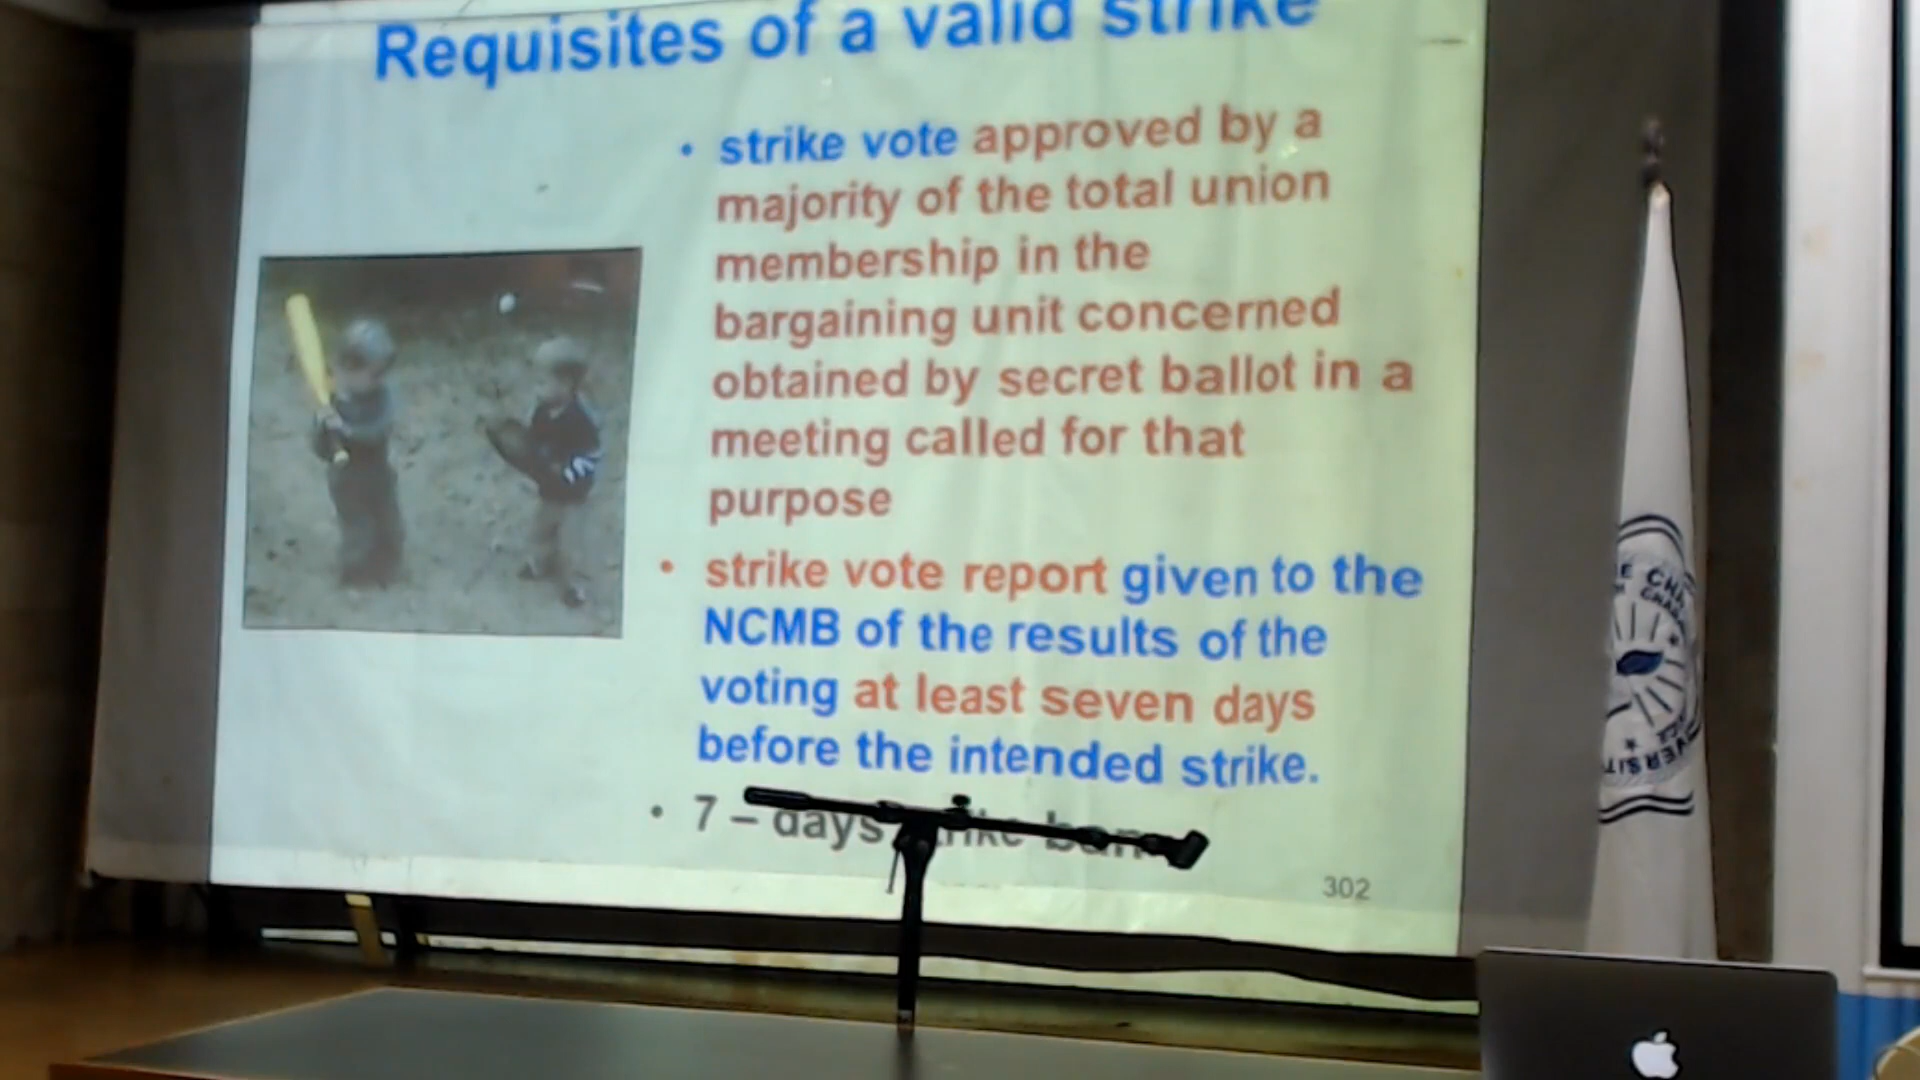 Requisites of a valid strike
• strike vote approved by a
majority of the total union
membership in the
bargaining unit concerned
obtained by secret ballot in a
meeting called for that
purpose
• strike vote report given to the
NCMB of the results of the
voting at least seven days
before the intended strike.
• 7 – days strike ban
302